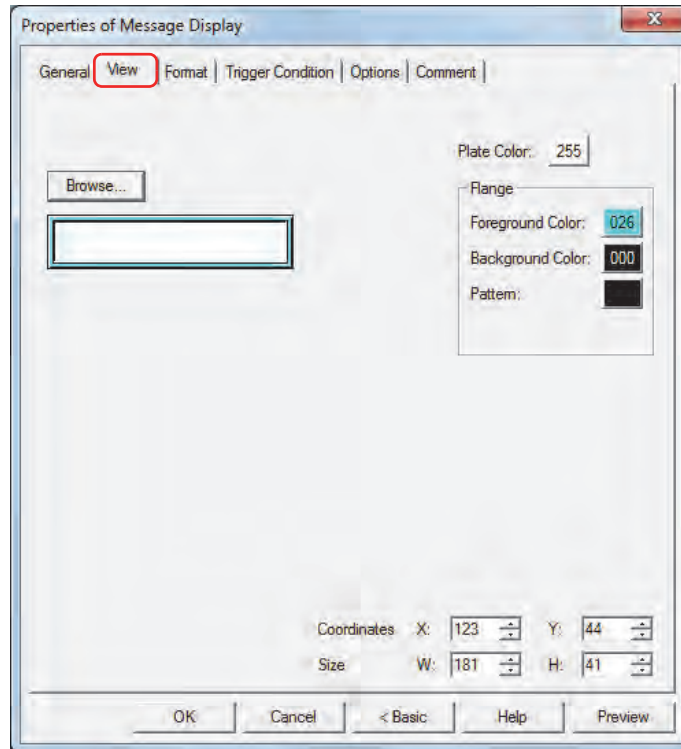 Properties of Message Display
General View Format Trigger Condition Options Comment
Plate Color: 255
Browse...
Flange
Foreground Color: 026
Background Color: 000
Pattern:
Coordinates X: 123 Y: 44
Size W: 181 H: 41
OK Cancel < Basic Help Preview